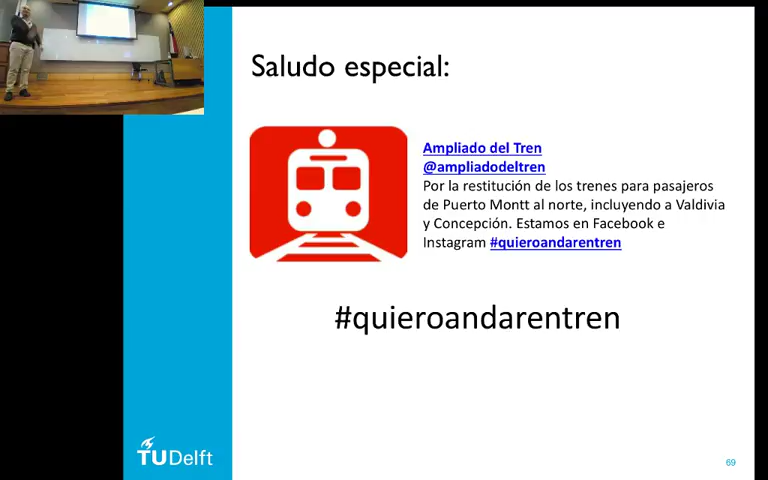 Saludo especial:
Ampliado del Tren
@ampliadodeltren
Por la restitución de los trenes para pasajeros
de Puerto Montt al norte, incluyendo a Valdivia
y Concepción. Estamos en Facebook e
Instagram #quieroandarentren
#quieroandarentren
TUDelft
69